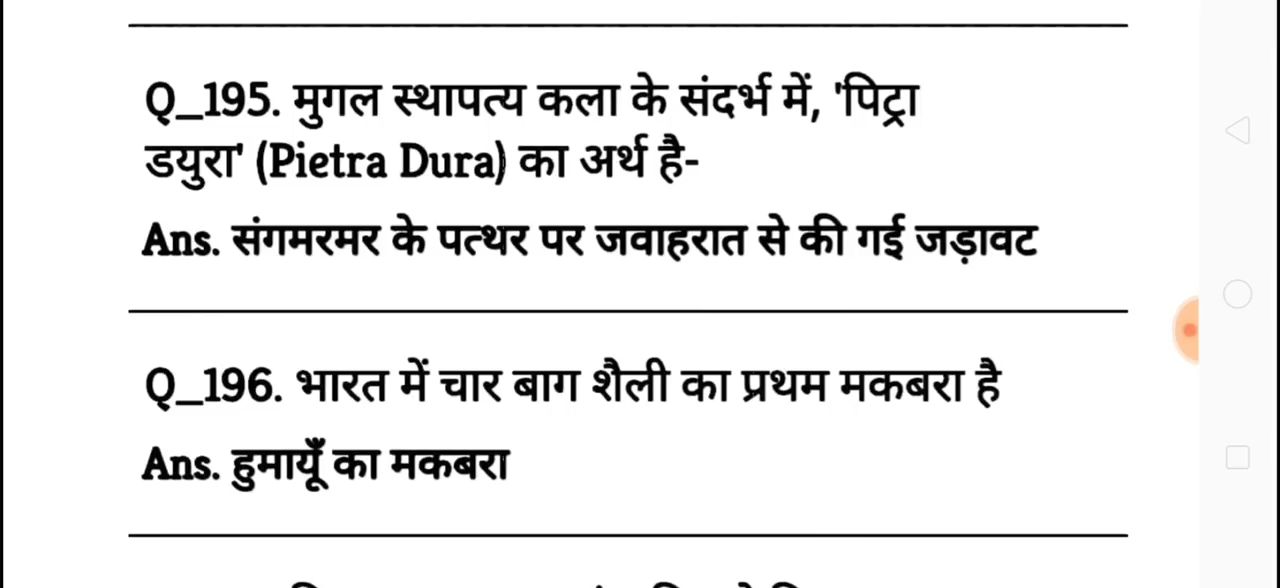 Q_195. मुगल स्थापत्य कला के संदर्भ में, 'पिट्रा
डयुरा' (Pietra Dura) का अर्थ है-
Ans. संगमरमर के पत्थर पर जवाहरात से की गई जड़ावट
Q_196. भारत में चार बाग शैली का प्रथम मकबरा है
Ans. हुमायूँ का मकबरा